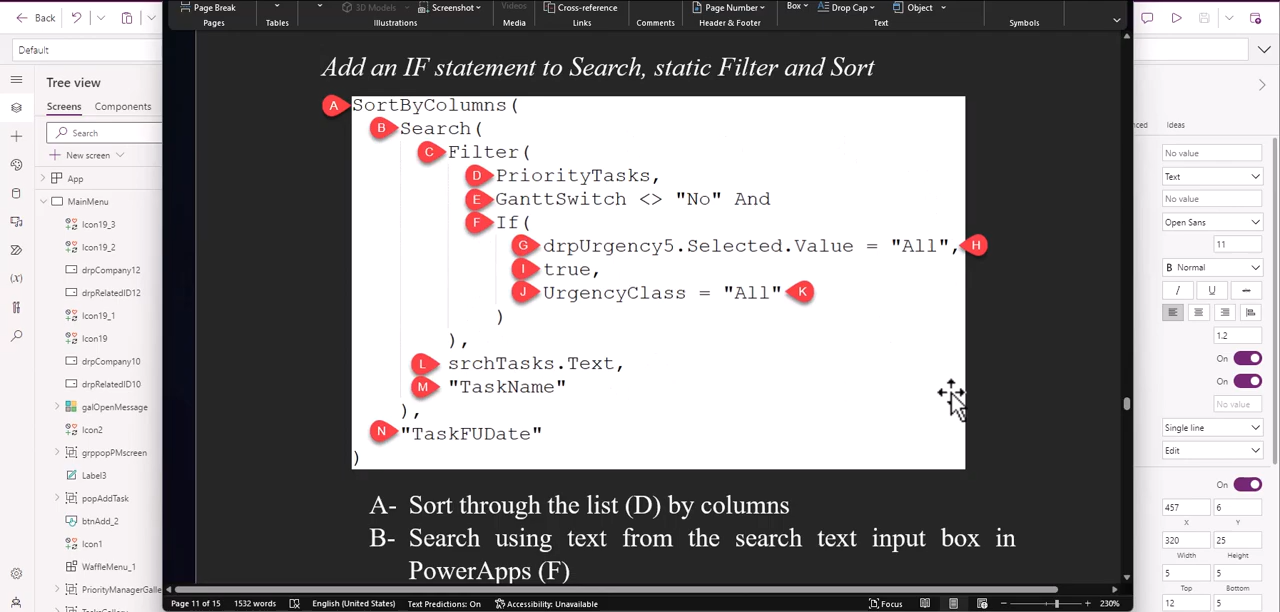 Back
Page Break
3D Models
Screenshot
Videos
Cross-reference
Page Number
Box
Drop Cap
Object
Pages
Tables
Illustrations
Media
Links
Comments
Header & Footer
Text
Symbols
Default
Tree view
Screens
Components
Search
New screen
App
MainMenu
Icon19_3
Icon19_2
drpCompany12
drpRelatedID12
Icon19_1
Icon19
drpCompany10
drpRelatedID10
galOpenMessage
Icon2
grppopPMscreen
Label3
popAddTask
btnAdd_2
Icon1
WaffleMenu_1
PriorityManagerGalle
Add an IF statement to Search, static Filter and Sort
A SortByColumns(
B Search(
C Filter(
D PriorityTasks,
E GanttSwitch <> "No" And
F If(
G drpUrgency5.Selected.Value = "All", H
I true,
J UrgencyClass = "All" K
)
),
L srchTasks.Text,
M "TaskName"
),
N "TaskFUDate"
)
A- Sort through the list (D) by columns
B- Search using text from the search text input box in
PowerApps (F)
Page 11 of 15
1532 words
English (United States)
Text Predictions: On
Accessibility: Unavailable
Focus
230%
Ideas
No value
Text
No value
Open Sans
11
B Normal
I
U
1.2
On
On
No value
Single line
Edit
On
457
6
X
Y
320
25
Width
Height
5
5
Top
12
5